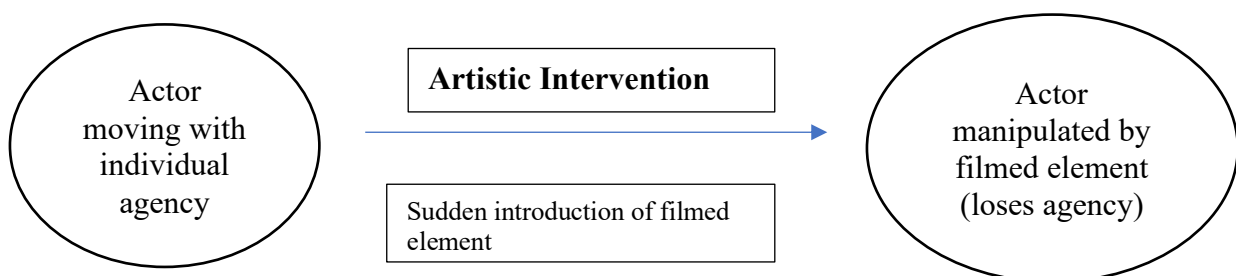 Actor
moving with
individual
agency
Artistic Intervention
Sudden introduction of filmed
element
Actor
manipulated by
filmed element
(loses agency)